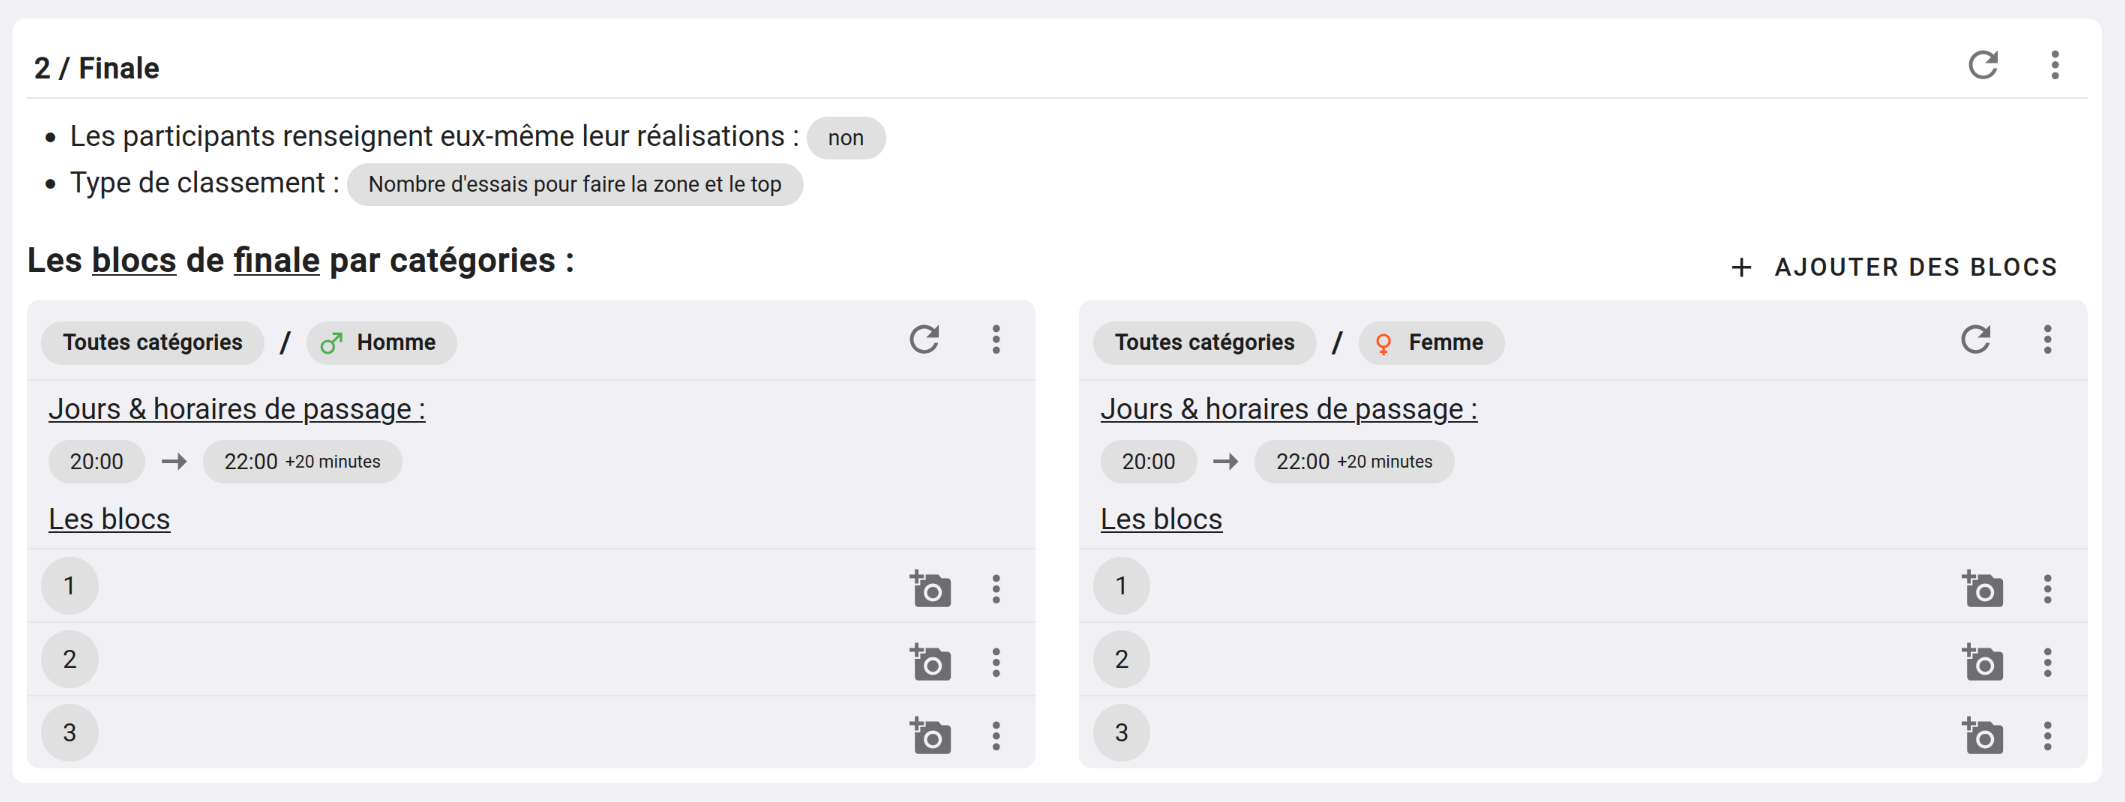 2 / Finale
Les participants renseignent eux-même leur réalisations : non
Type de classement : Nombre d'essais pour faire la zone et le top
Les blocs de finale par catégories :
+ AJOUTER DES BLOCS
Toutes catégories / Homme
Jours & horaires de passage :
20:00 → 22:00 +20 minutes
Les blocs
1
2
3
Toutes catégories / Femme
Jours & horaires de passage :
20:00 → 22:00 +20 minutes
Les blocs
1
2
3